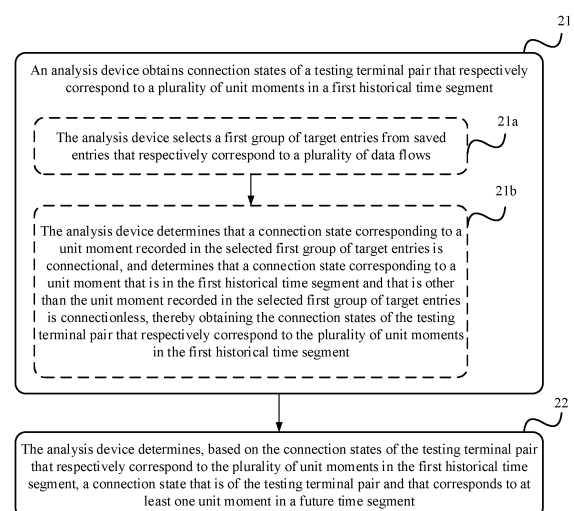 21
An analysis device obtains connection states of a testing terminal pair that respectively
correspond to a plurality of unit moments in a first historical time segment
21a
The analysis device selects a first group of target entries from saved
entries that respectively correspond to a plurality of data flows
21b
The analysis device determines that a connection state corresponding to a
unit moment recorded in the selected first group of target entries is
connectional, and determines that a connection state corresponding to a
unit moment that is in the first historical time segment and that is other
than the unit moment recorded in the selected first group of target entries
is connectionless, thereby obtaining the connection states of the testing
terminal pair that respectively correspond to the plurality of unit moments
in the first historical time segment
22
The analysis device determines, based on the connection states of the testing terminal pair
that respectively correspond to the plurality of unit moments in the first historical time
segment, a connection state that is of the testing terminal pair and that corresponds to at
least one unit moment in a future time segment